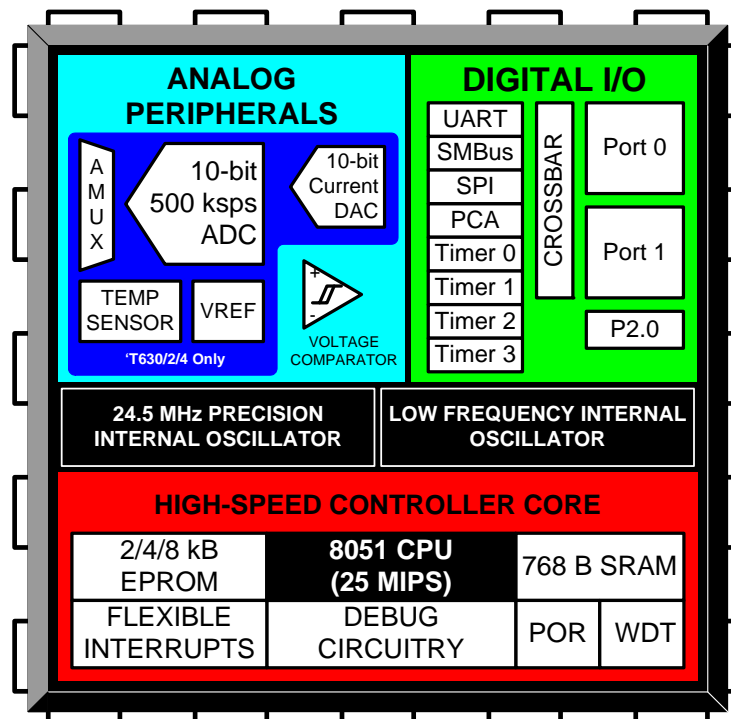 ANALOG
PERIPHERALS
A
M
U
X
10-bit
500 ksps
ADC
10-bit
Current
DAC
TEMP
SENSOR
VREF
+
-
VOLTAGE
COMPARATOR
‘T630/2/4 Only
DIGITAL I/O
UART
SMBus
SPI
PCA
Timer 0
Timer 1
Timer 2
Timer 3
CROSSBAR
Port 0
Port 1
P2.0
24.5 MHz PRECISION
INTERNAL OSCILLATOR
LOW FREQUENCY INTERNAL
OSCILLATOR
HIGH-SPEED CONTROLLER CORE
2/4/8 kB
EPROM
8051 CPU
(25 MIPS)
768 B SRAM
FLEXIBLE
INTERRUPTS
DEBUG
CIRCUITRY
POR
WDT